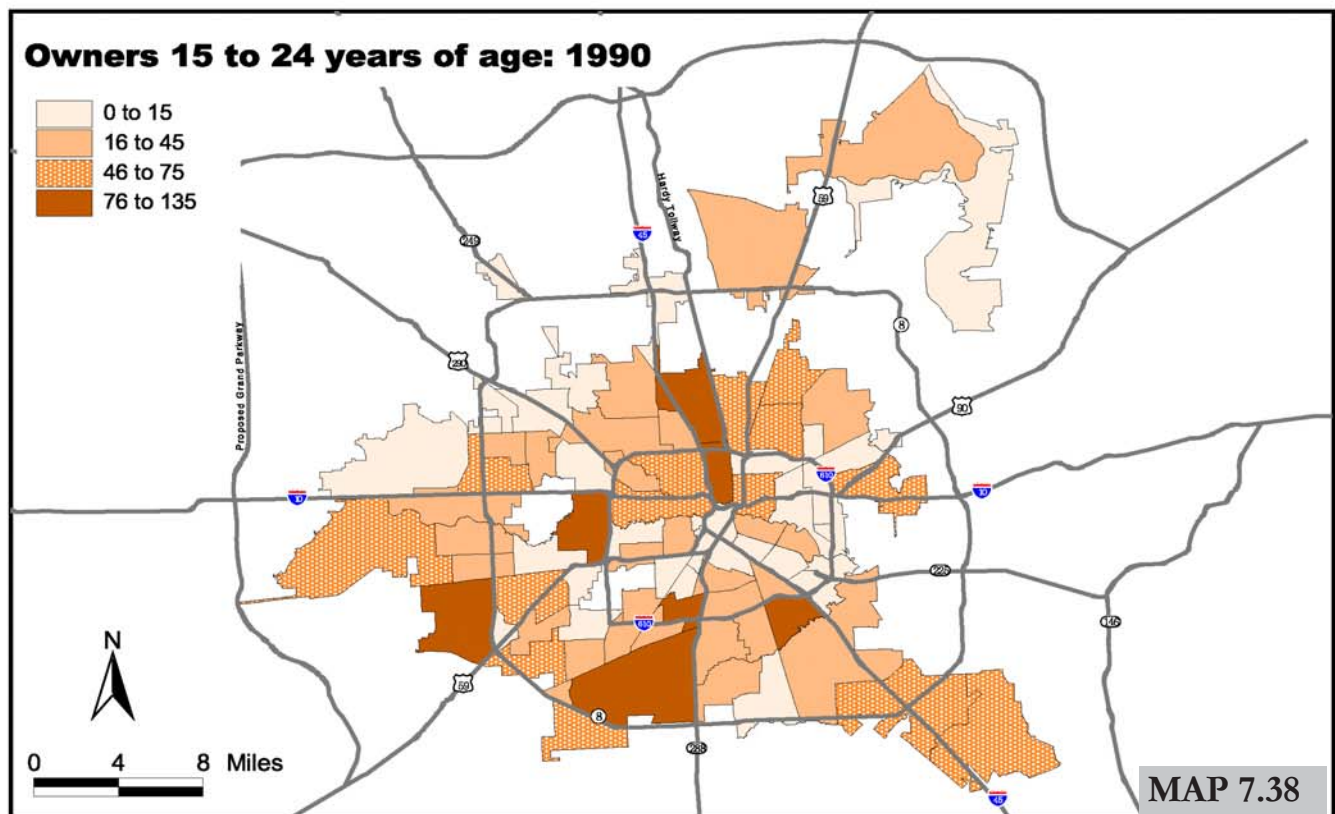 Owners 15 to 24 years of age: 1990
0 to 15
16 to 45
46 to 75
76 to 135
Hardy Tollway
59
45
249
8
Proposed Grand Parkway
290
90
610
10
10
225
146
610
N
59
8
288
0 4 8 Miles
45
MAP 7.38